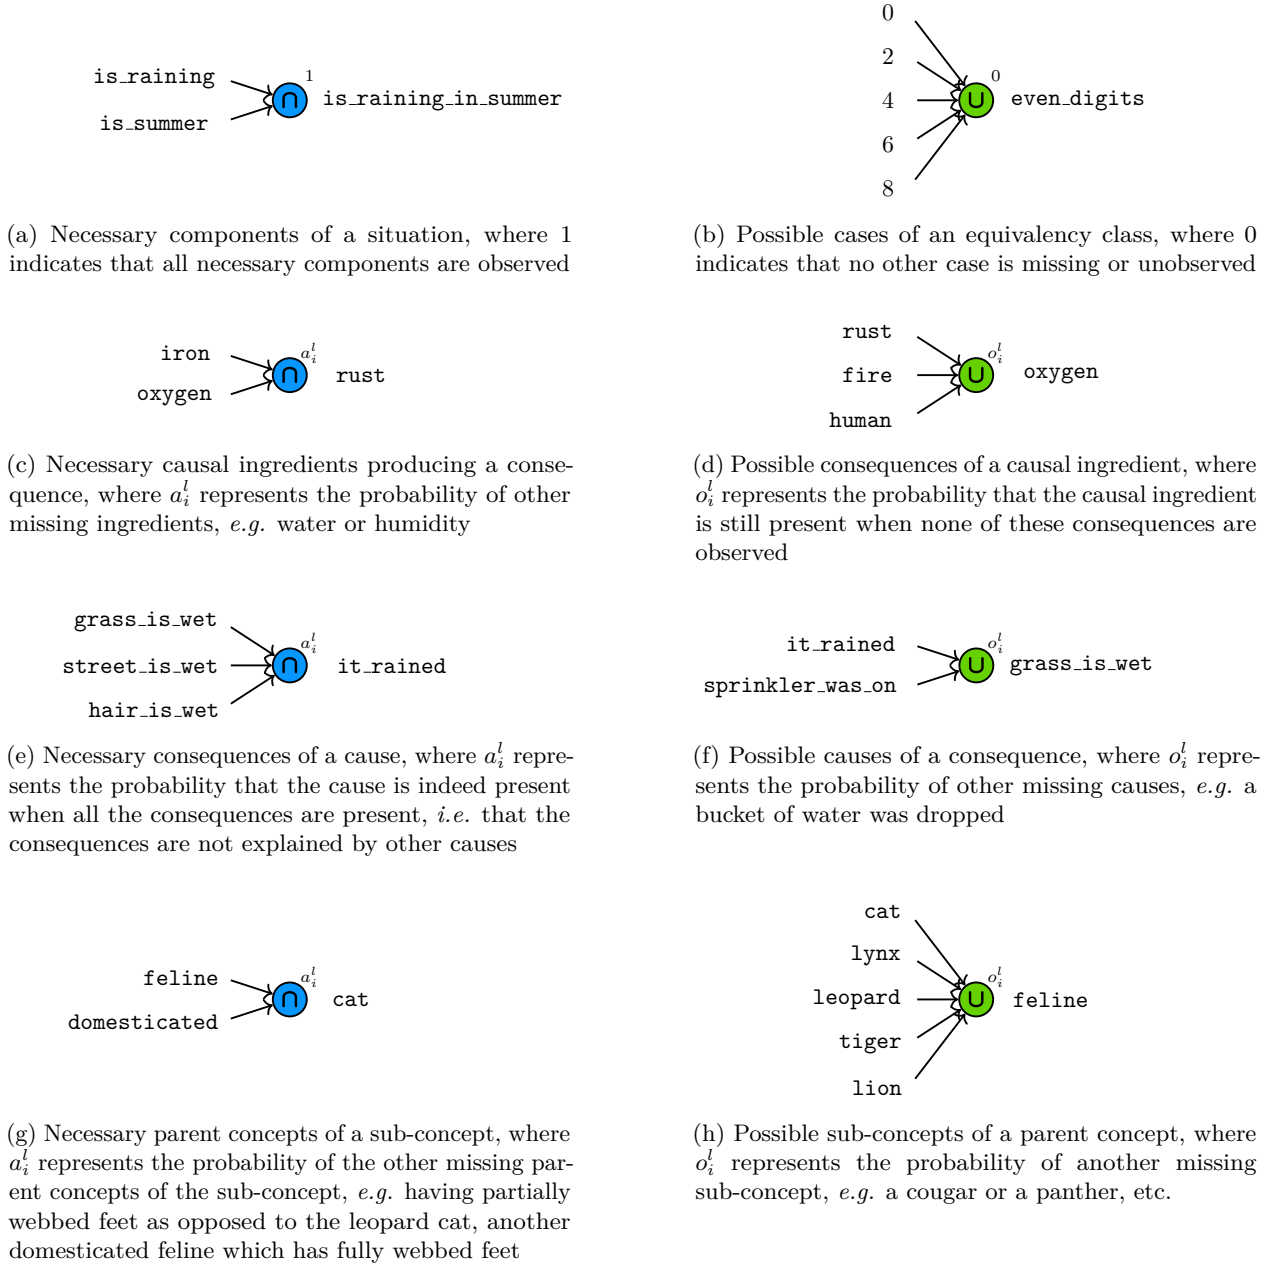 is_raining
is_summer
1
∩
is_raining_in_summer
(a) Necessary components of a situation, where 1
indicates that all necessary components are observed
0
2
4
6
8
0
∪
even_digits
(b) Possible cases of an equivalency class, where 0
indicates that no other case is missing or unobserved
iron
oxygen
a_i^l
∩
rust
(c) Necessary causal ingredients producing a conse-
quence, where a_i^l represents the probability of other
missing ingredients, e.g. water or humidity
rust
fire
human
o_i^l
∪
oxygen
(d) Possible consequences of a causal ingredient, where
o_i^l represents the probability that the causal ingredient
is still present when none of these consequences are
observed
grass_is_wet
street_is_wet
hair_is_wet
a_i^l
∩
it_rained
(e) Necessary consequences of a cause, where a_i^l repre-
sents the probability that the cause is indeed present
when all the consequences are present, i.e. that the
consequences are not explained by other causes
it_rained
sprinkler_was_on
o_i^l
∪
grass_is_wet
(f) Possible causes of a consequence, where o_i^l repre-
sents the probability of other missing causes, e.g. a
bucket of water was dropped
feline
domesticated
a_i^l
∩
cat
(g) Necessary parent concepts of a sub-concept, where
a_i^l represents the probability of the other missing par-
ent concepts of the sub-concept, e.g. having partially
webbed feet as opposed to the leopard cat, another
domesticated feline which has fully webbed feet
cat
lynx
leopard
tiger
lion
o_i^l
∪
feline
(h) Possible sub-concepts of a parent concept, where
o_i^l represents the probability of another missing
sub-concept, e.g. a cougar or a panther, etc.